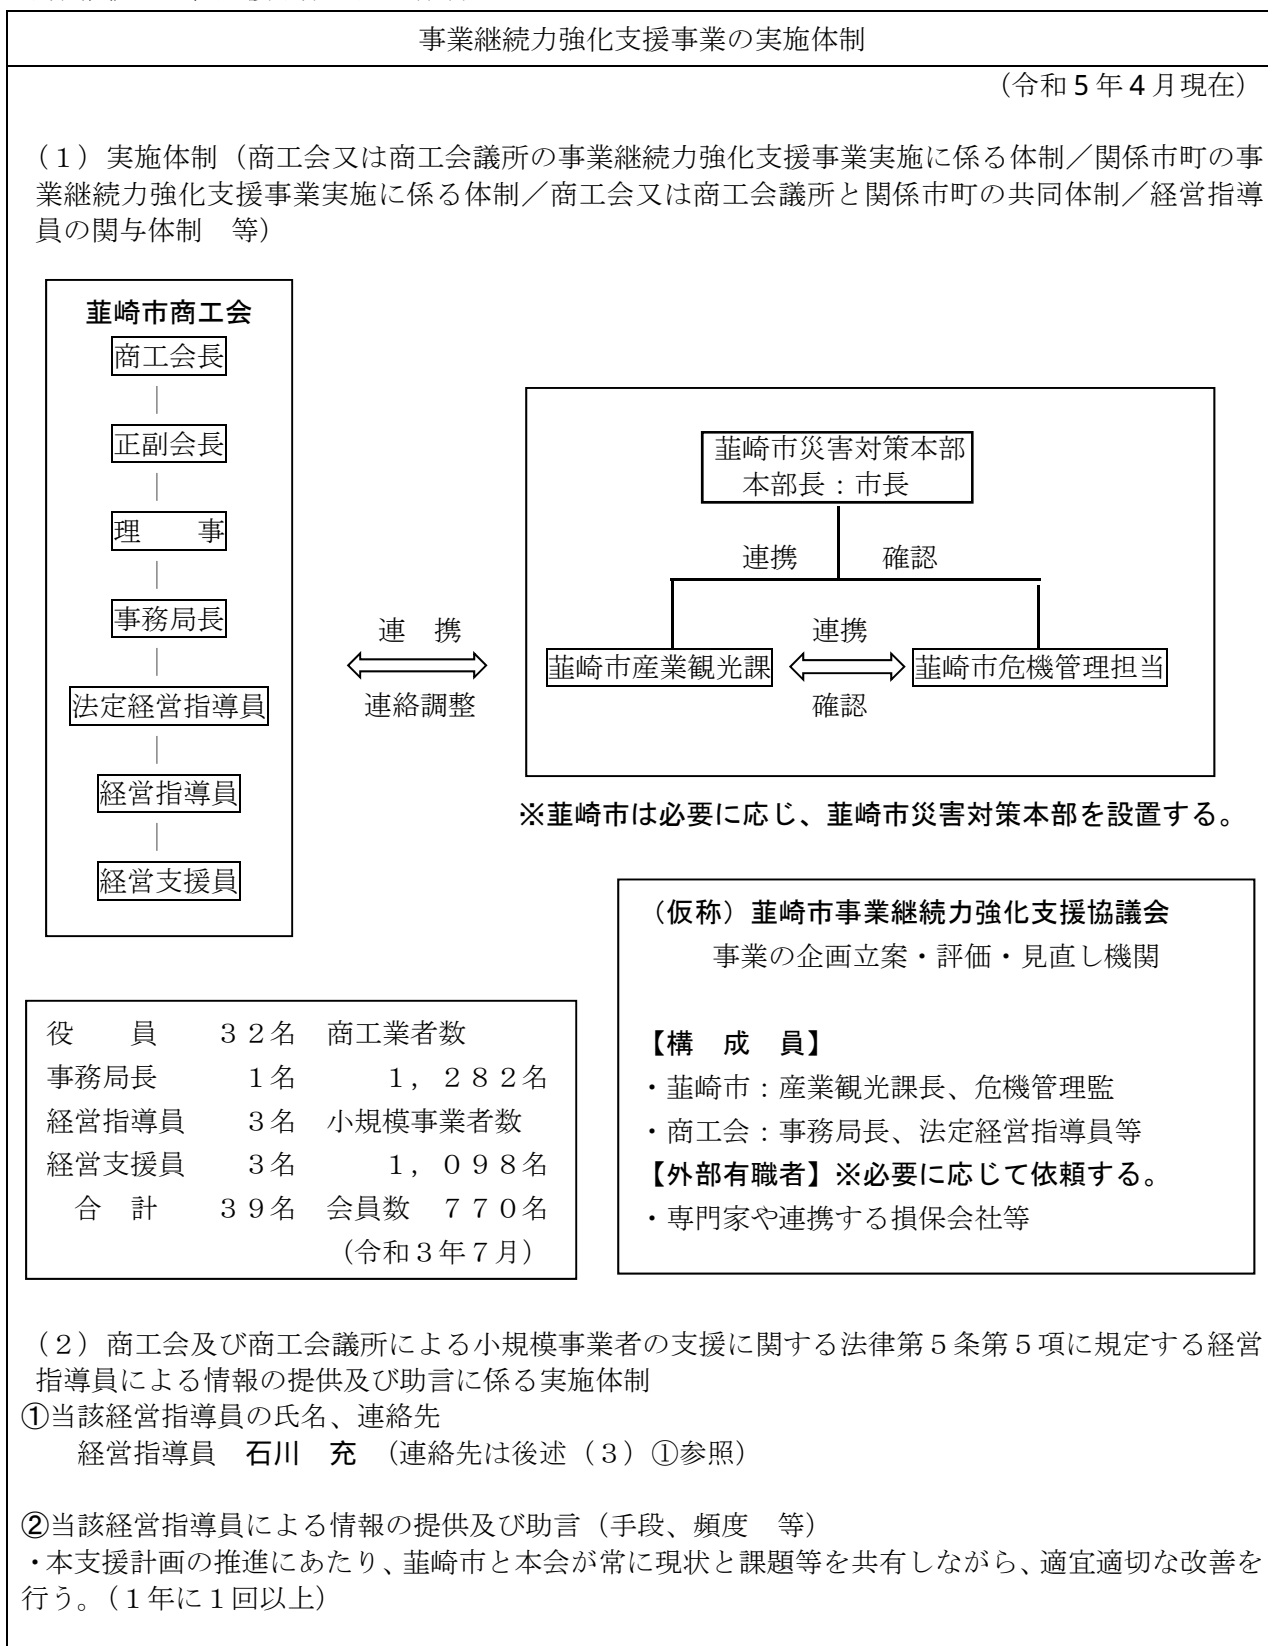 事業継続力強化支援事業の実施体制
（令和5年4月現在）
（１）実施体制（商工会又は商工会議所の事業継続力強化支援事業実施に係る体制／関係市町の事
業継続力強化支援事業実施に係る体制／商工会又は商工会議所と関係市町の共同体制／経営指導
員の関与体制　等）
韮崎市商工会
商工会長
正副会長
理　　事
事務局長
法定経営指導員
経営指導員
経営支援員
連　携
連絡調整
韮崎市災害対策本部
本部長：市長
連携　　　確認
韮崎市産業観光課
連携
確認
韮崎市危機管理担当
※韮崎市は必要に応じ、韮崎市災害対策本部を設置する。
役　　員　　３２名　商工業者数
事務局長　　　１名　　　１，２８２名
経営指導員　　３名　小規模事業者数
経営支援員　　３名　　　１，０９８名
合　計　　３９名　会員数　７７０名
（令和３年７月）
（仮称）韮崎市事業継続力強化支援協議会
事業の企画立案・評価・見直し機関
【構　成　員】
・韮崎市：産業観光課長、危機管理監
・商工会：事務局長、法定経営指導員等
【外部有職者】※必要に応じて依頼する。
・専門家や連携する損保会社等
（２）商工会及び商工会議所による小規模事業者の支援に関する法律第５条第５項に規定する経営
指導員による情報の提供及び助言に係る実施体制
①当該経営指導員の氏名、連絡先
経営指導員　石川　充　（連絡先は後述（３）①参照）
②当該経営指導員による情報の提供及び助言（手段、頻度　等）
・本支援計画の推進にあたり、韮崎市と本会が常に現状と課題等を共有しながら、適宜適切な改善を
行う。（１年に１回以上）